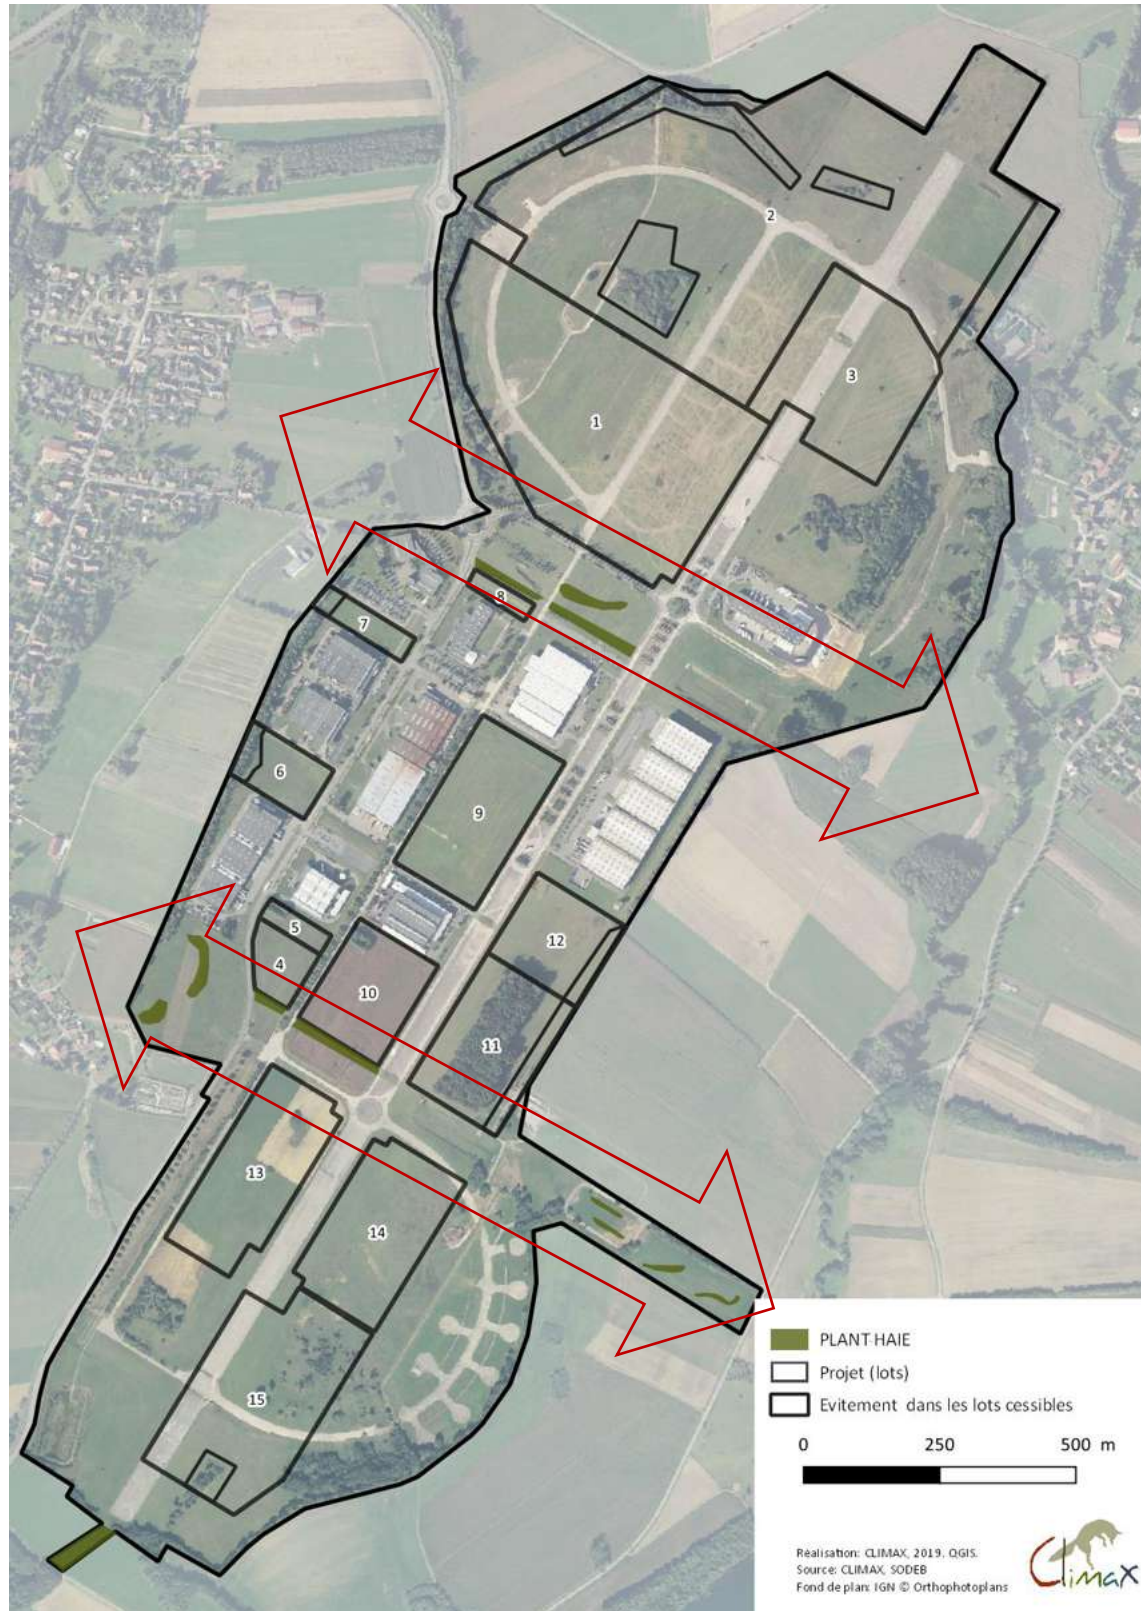 2
3
1
8
7
6
9
5
12
4
10
11
13
14
15
PLANT HAIE
Projet (lots)
Evitement dans les lots cessibles
0 250 500 m
Réalisation: CLIMAX, 2019. QGIS.
Source: CLIMAX, SODEB
Fond de plan: IGN © Orthophotoplans
Climax